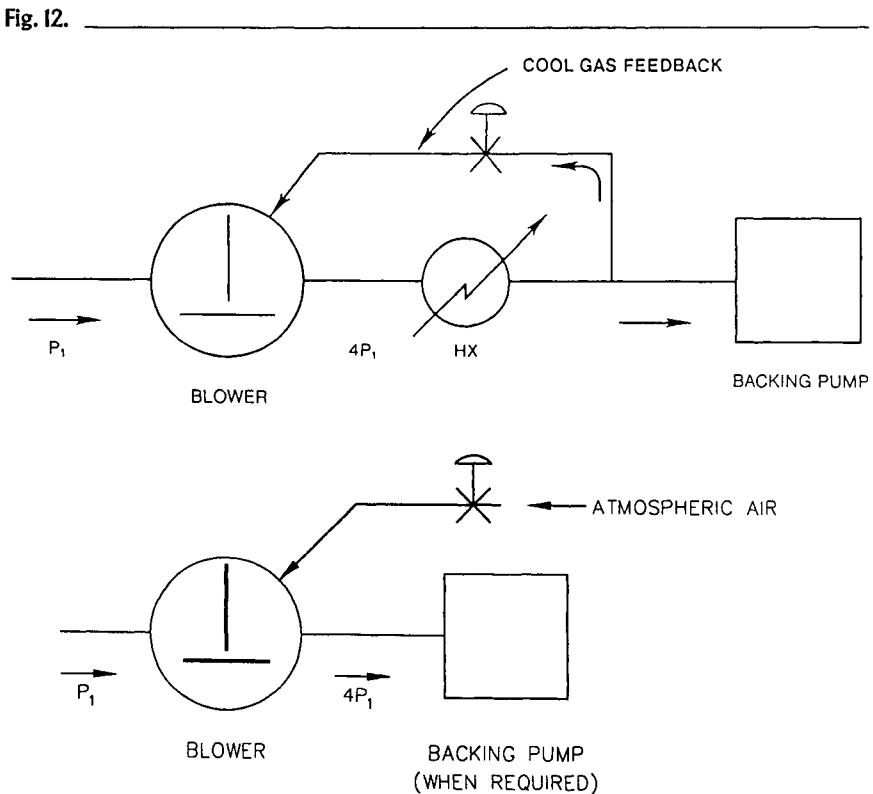 Fig. 12.
COOL GAS FEEDBACK
P₁
4P₁
HX
BLOWER
BACKING PUMP
ATMOSPHERIC AIR
P₁
4P₁
BLOWER
BACKING PUMP
(WHEN REQUIRED)